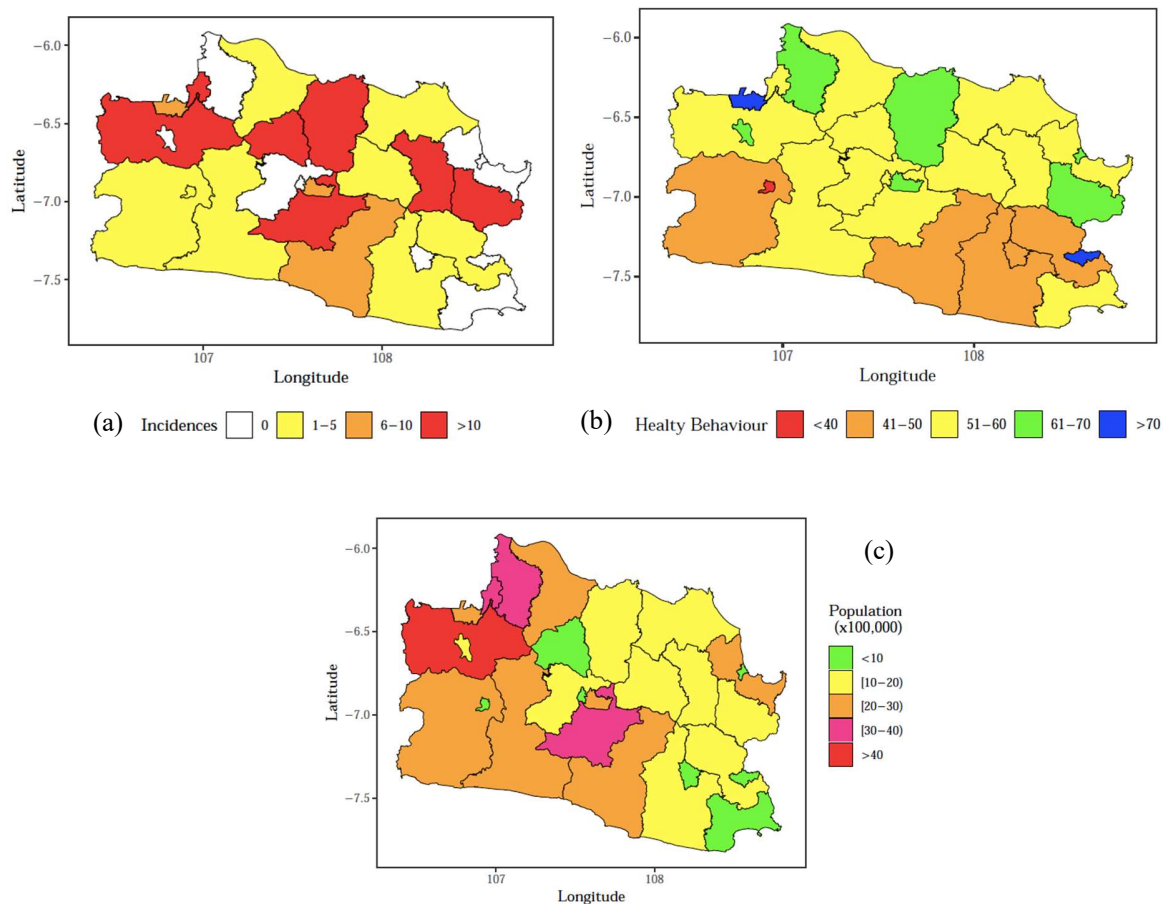 −6.0
−6.5
−7.0
−7.5
Latitude
107 108
Longitude
(a) Incidences 0 1−5 6−10 >10
−6.0
−6.5
−7.0
−7.5
Latitude
107 108
Longitude
(b) Healty Behaviour <40 41−50 51−60 61−70 >70
(c)
−6.0
−6.5
−7.0
−7.5
Latitude
107 108
Longitude
Population
(x100,000)
<10
[10−20)
[20−30)
[30−40)
>40